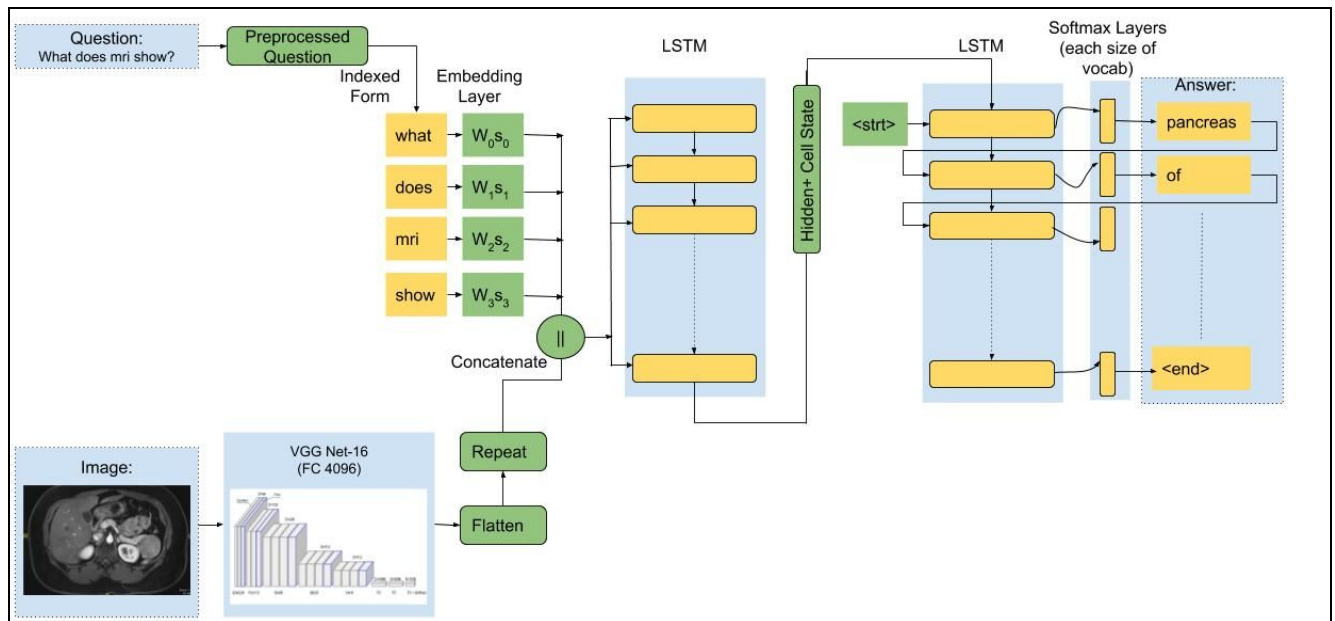 Question:
What does mri show?
Preprocessed
Question
Indexed
Form
Embedding
Layer
what
W0s0
does
W1s1
mri
W2s2
show
W3s3
||
Concatenate
Repeat
Flatten
Image:
VGG Net-16
(FC 4096)
LSTM
Hidden+ Cell State
<strt>
LSTM
Softmax Layers
(each size of
vocab)
Answer:
pancreas
of
<end>